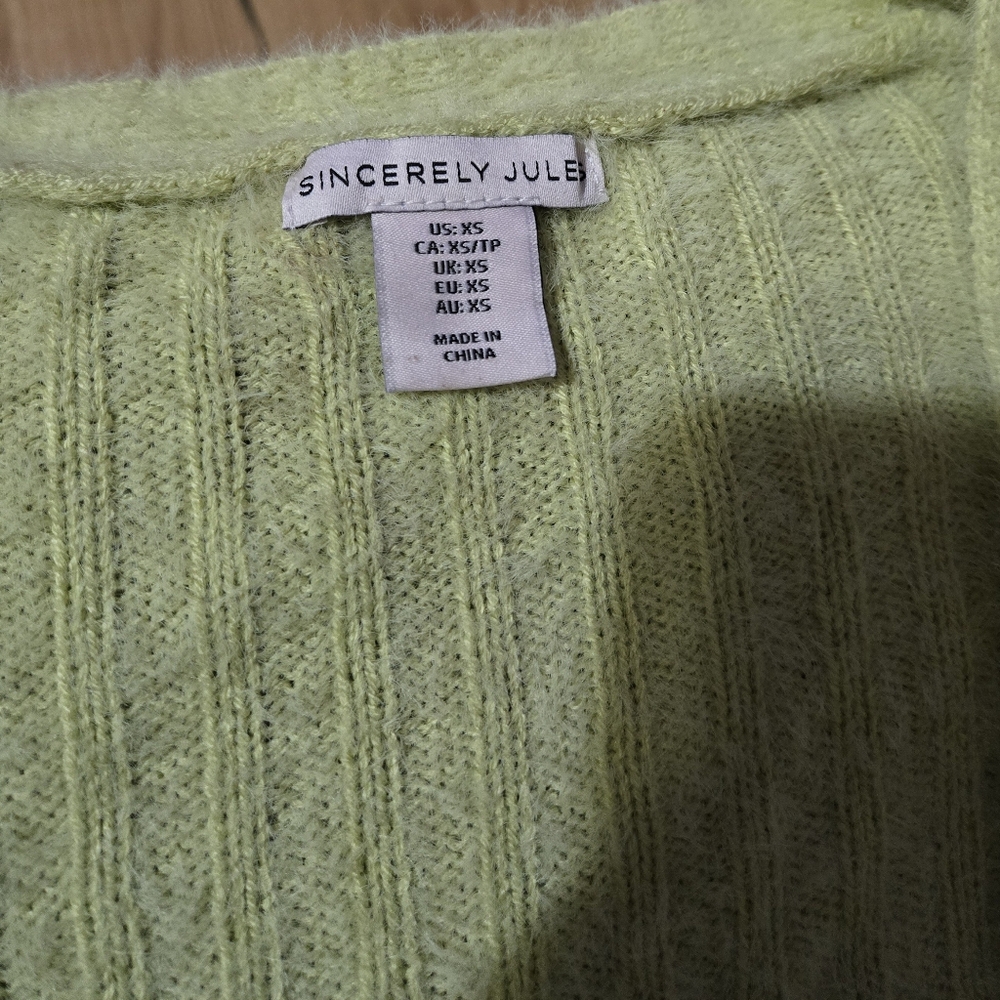 SINCERELY JULES
US: XS
CA: XS/TP
UK: XS
EU: XS
AU: XS
MADE IN
CHINA